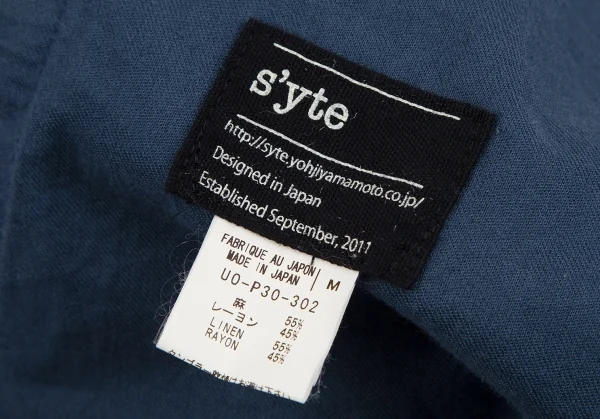 s'yte
http://syte.yohjiyamamoto.co.jp/
Designed in Japan
Established September, 2011
FABRIQUE AU JAPON
MADE IN JAPAN
M
UO-P30-302
麻 55%
レーヨン 45%
LINEN 55%
RAYON 45%